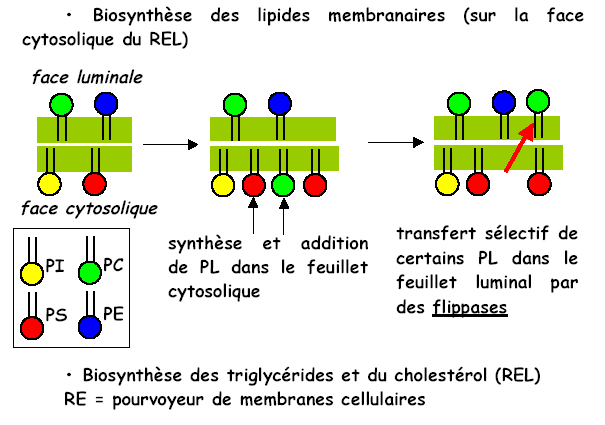 • Biosynthèse des lipides membranaires (sur la face
cytosolique du REL)
face luminale
face cytosolique
PI
PC
PS
PE
synthèse et addition
de PL dans le feuillet
cytosolique
transfert sélectif de
certains PL dans le
feuillet luminal par
des flippases
• Biosynthèse des triglycérides et du cholestérol (REL)
RE = pourvoyeur de membranes cellulaires